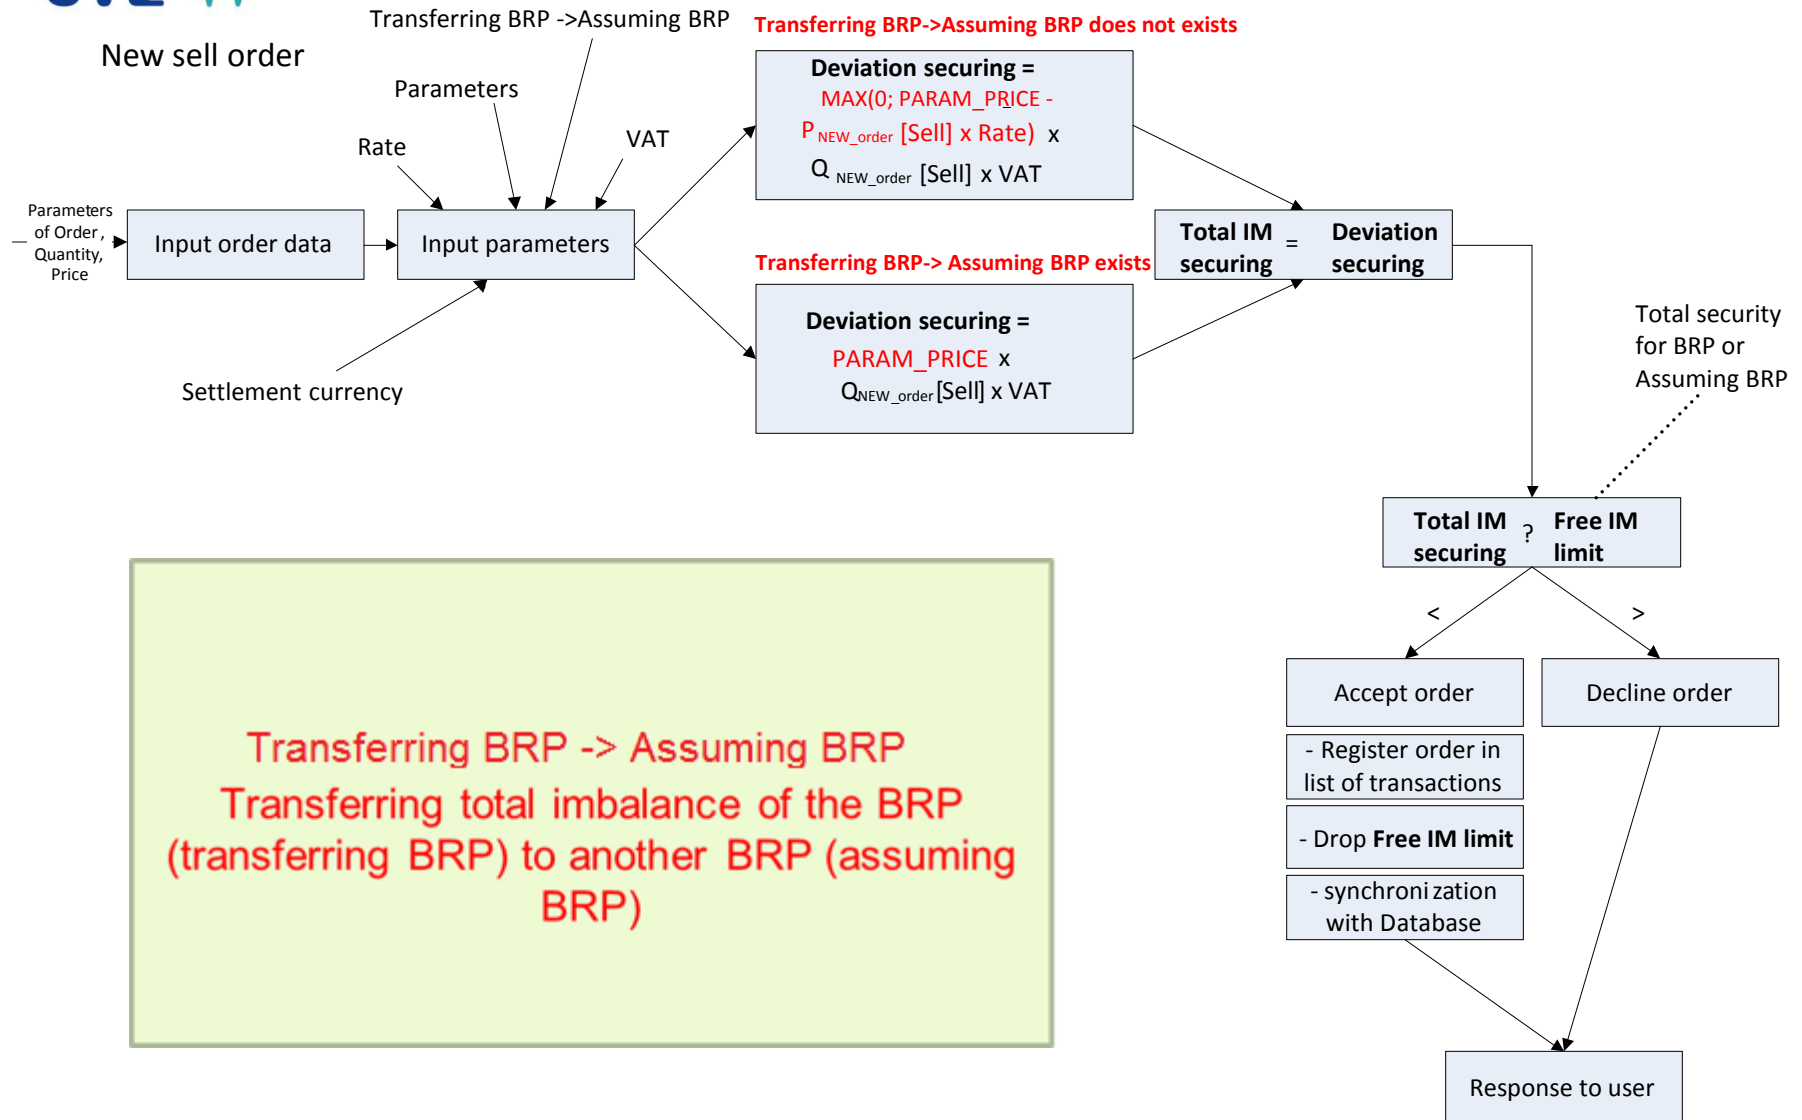 New sell order
Transferring BRP ->Assuming BRP
Parameters
Rate
VAT
Parameters
of Order,
Quantity,
Price
Input order data
Input parameters
Settlement currency
Transferring BRP->Assuming BRP does not exists
Deviation securing =
MAX(0; PARAM_PRICE -
P NEW_order [Sell] x Rate) x
Q NEW_order [Sell] x VAT
Transferring BRP-> Assuming BRP exists
Deviation securing =
PARAM_PRICE x
QNEW_order [Sell] x VAT
Total IM securing = Deviation securing
Total security
for BRP or
Assuming BRP
Total IM securing ? Free IM limit
<
>
Accept order
Decline order
- Register order in
list of transactions
- Drop Free IM limit
- synchronization
with Database
Response to user
Transferring BRP -> Assuming BRP
Transferring total imbalance of the BRP
(transferring BRP) to another BRP (assuming
BRP)